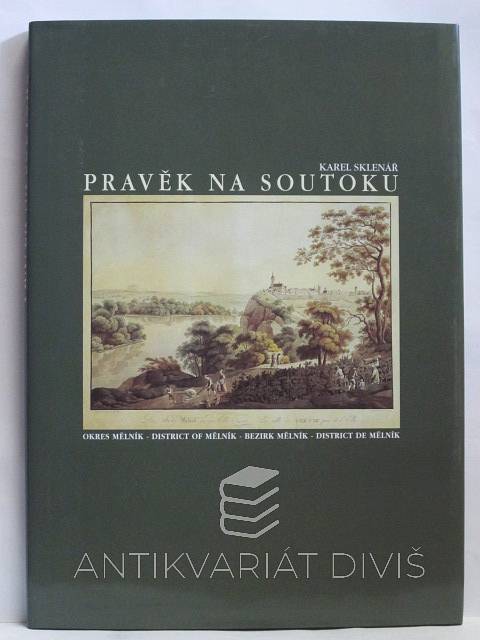 KAREL SKLENÁŘ
PRAVĚK NA SOUTOKU
OKRES MĚLNÍK - DISTRICT OF MĚLNÍK - BEZIRK MĚLNÍK - DISTRICT DE MĚLNÍK
ANTIKVARIÁT DIVIŠ